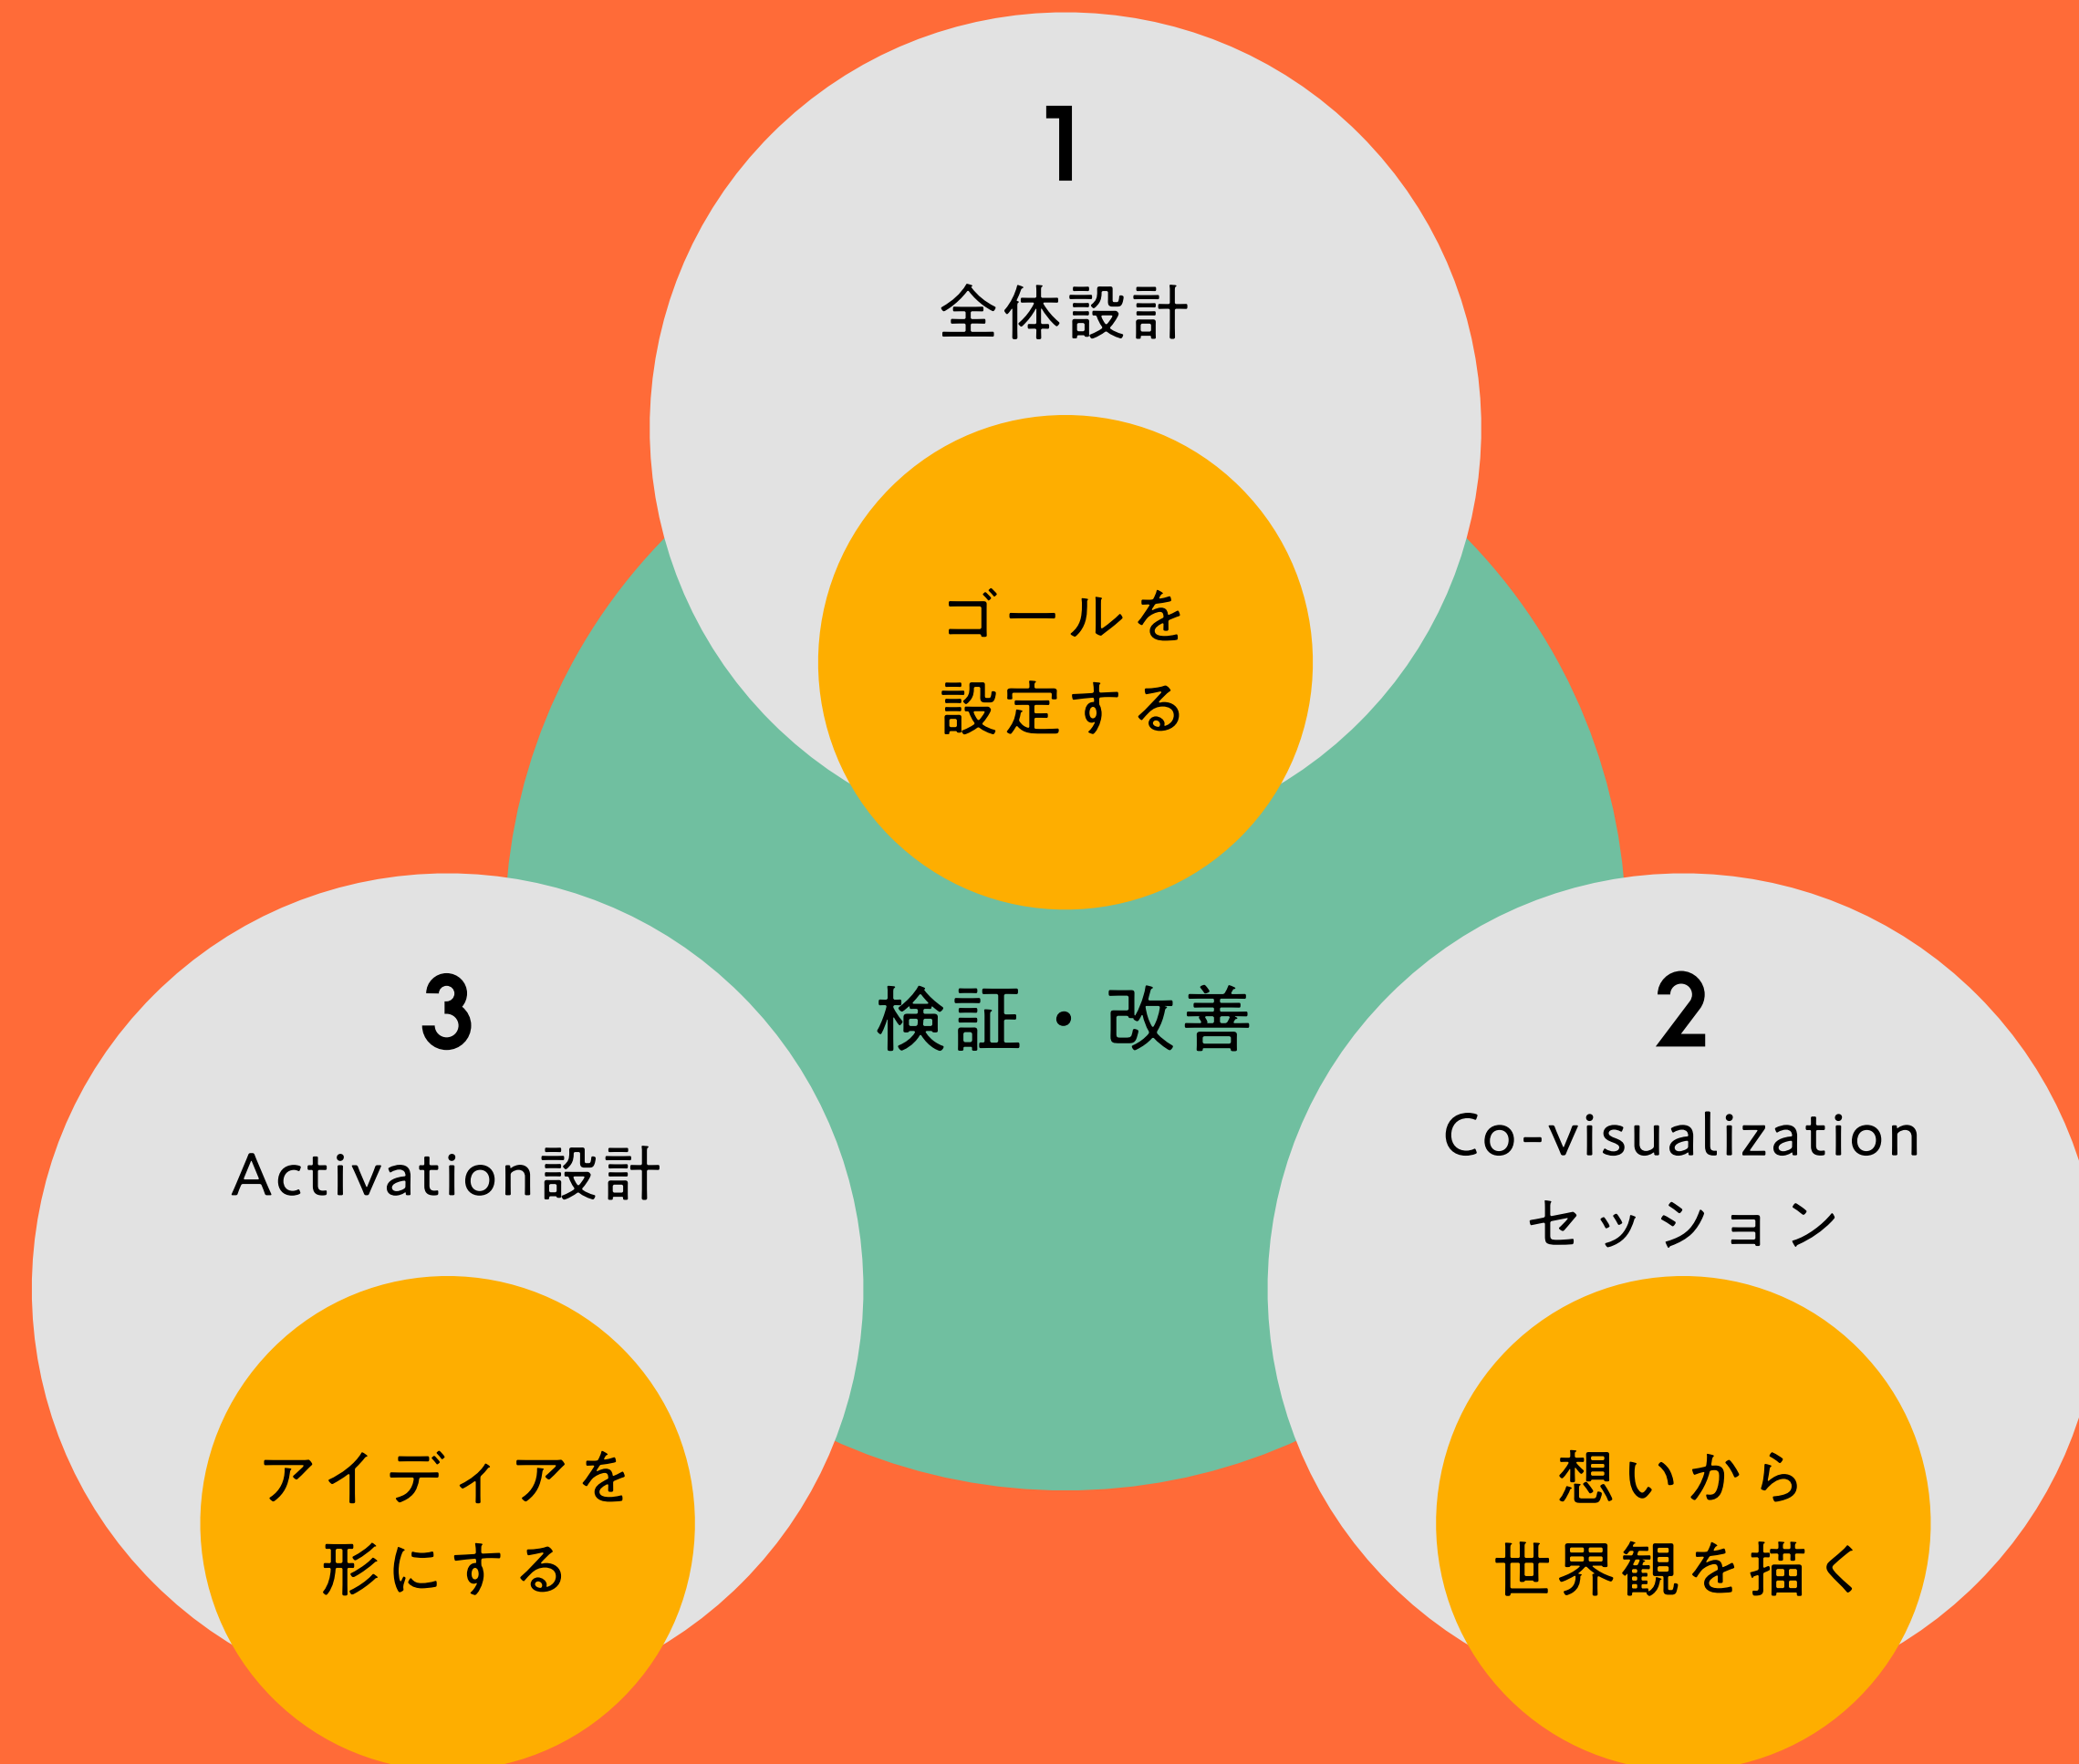 1
全体設計
ゴールを
設定する
検証・改善
2
Co-visualization
セッション
想いから
世界観を描く
3
Activation設計
アイディアを
形にする